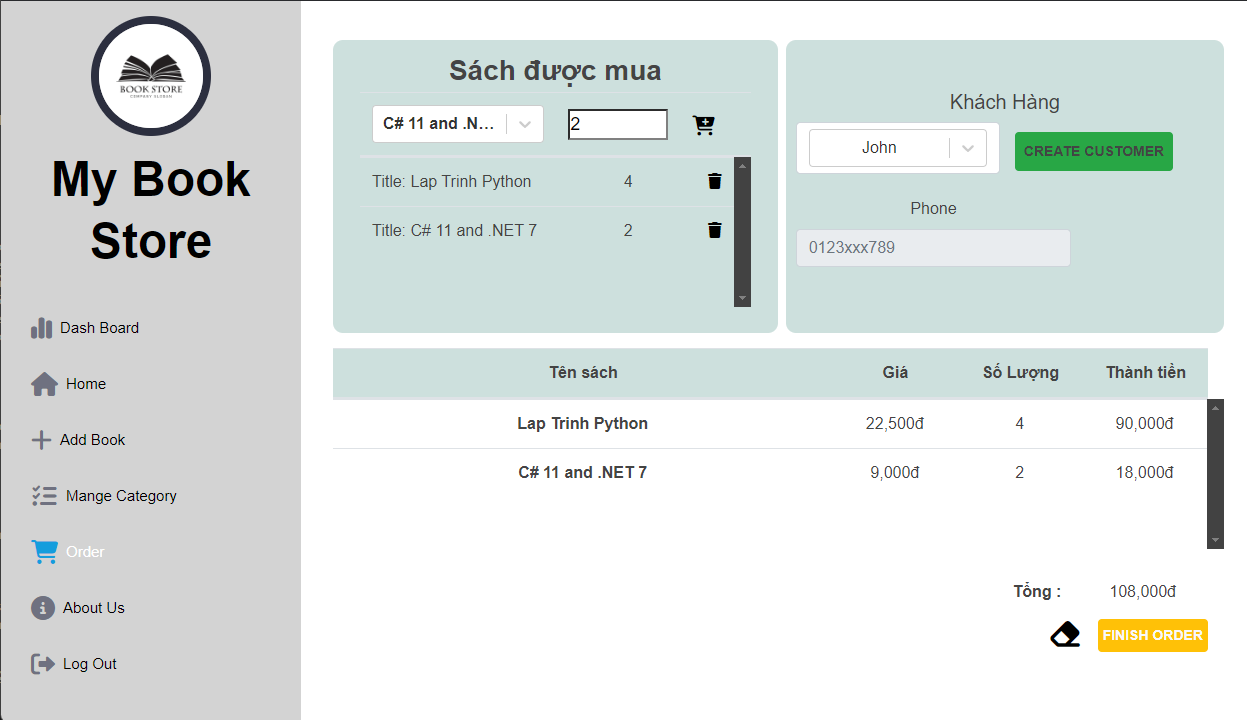 BOOK STORE
COMPANY SLOGAN
My Book
Store
Dash Board
Home
Add Book
Mange Category
Order
About Us
Log Out
Sách được mua
C# 11 and .N...
2
Title: Lap Trinh Python 4
Title: C# 11 and .NET 7 2
Khách Hàng
John
CREATE CUSTOMER
Phone
0123xxx789
Tên sách Giá Số Lượng Thành tiền
Lap Trinh Python 22,500đ 4 90,000đ
C# 11 and .NET 7 9,000đ 2 18,000đ
Tổng : 108,000đ
FINISH ORDER